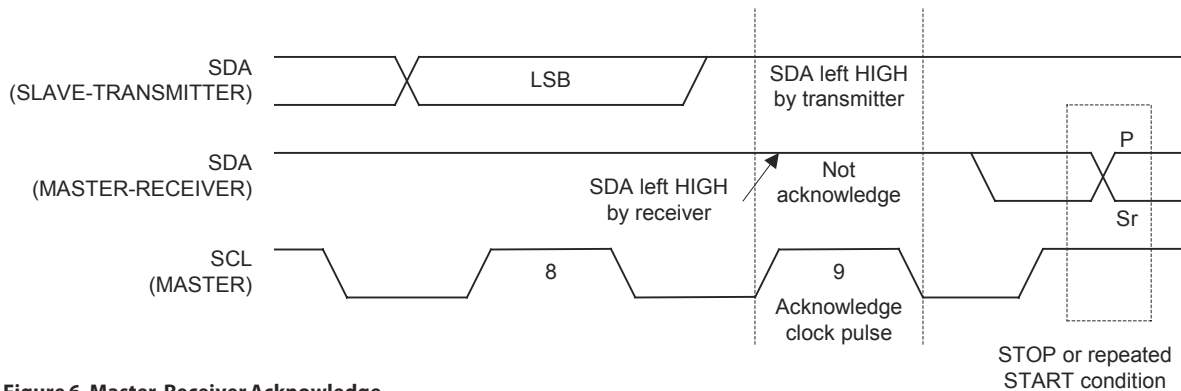 SDA
(SLAVE-TRANSMITTER)
LSB
SDA left HIGH
by transmitter
SDA
(MASTER-RECEIVER)
SDA left HIGH
by receiver
Not
acknowledge
P
Sr
SCL
(MASTER)
8
9
Acknowledge
clock pulse
STOP or repeated
START condition
Figure 6. Master-Receiver Acknowledge